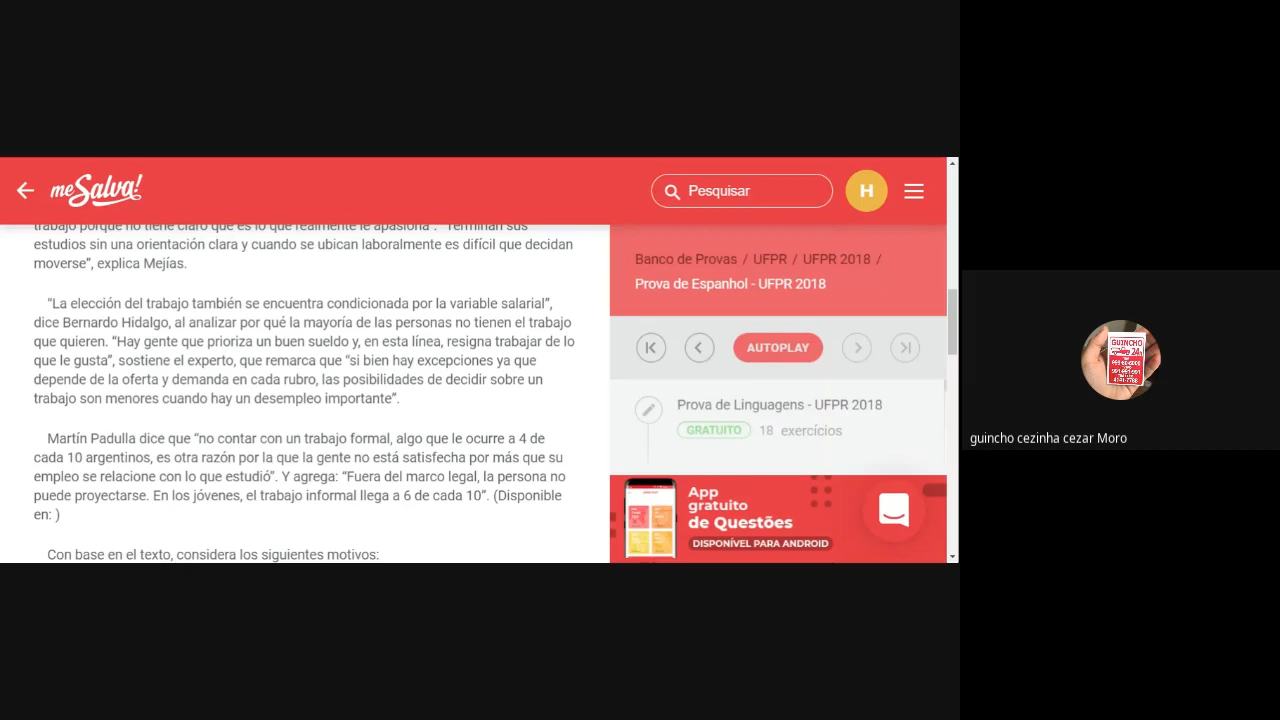 meSalva!
Pesquisar
H
trabajo porque no tiene claro qué es lo que realmente le apasiona". "Terminan sus
estudios sin una orientación clara y cuando se ubican laboralmente es difícil que decidan
moverse”, explica Mejías.
“La elección del trabajo también se encuentra condicionada por la variable salarial”,
dice Bernardo Hidalgo, al analizar por qué la mayoría de las personas no tienen el trabajo
que quieren. “Hay gente que prioriza un buen sueldo y, en esta línea, resigna trabajar de lo
que le gusta”, sostiene el experto, que remarca que “si bien hay excepciones ya que
depende de la oferta y demanda en cada rubro, las posibilidades de decidir sobre un
trabajo son menores cuando hay un desempleo importante”.
Martín Padulla dice que “no contar con un trabajo formal, algo que le ocurre a 4 de
cada 10 argentinos, es otra razón por la que la gente no está satisfecha por más que su
empleo se relacione con lo que estudió”. Y agrega: “Fuera del marco legal, la persona no
puede proyectarse. En los jóvenes, el trabajo informal llega a 6 de cada 10”. (Disponible
en: )
Con base en el texto, considera los siguientes motivos:
Banco de Provas / UFPR / UFPR 2018 /
Prova de Espanhol - UFPR 2018
AUTOPLAY
Prova de Linguagens - UFPR 2018
GRATUITO 18 exercícios
App
gratuito
de Questões
DISPONÍVEL PARA ANDROID
GUINCHO
24h
guincho cezinha cezar Moro